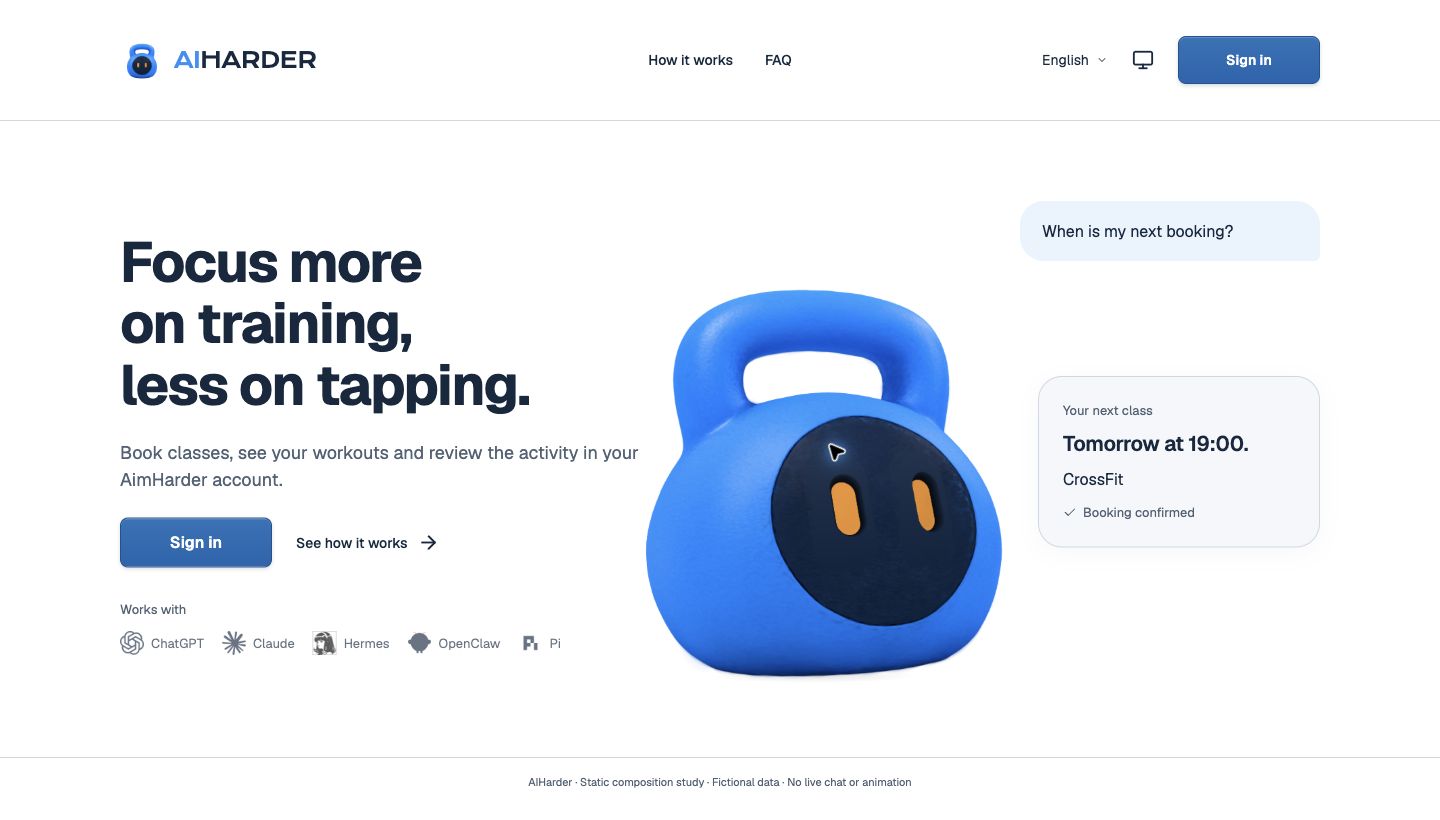 AIHARDER
How it works
FAQ
English
Sign in
When is my next booking?
Focus more
on training,
less on tapping.
Book classes, see your workouts and review the activity in your
AimHarder account.
Sign in
See how it works
Works with
ChatGPT
Claude
Hermes
OpenClaw
Pi
Your next class
Tomorrow at 19:00.
CrossFit
Booking confirmed
AIHarder · Static composition study · Fictional data · No live chat or animation